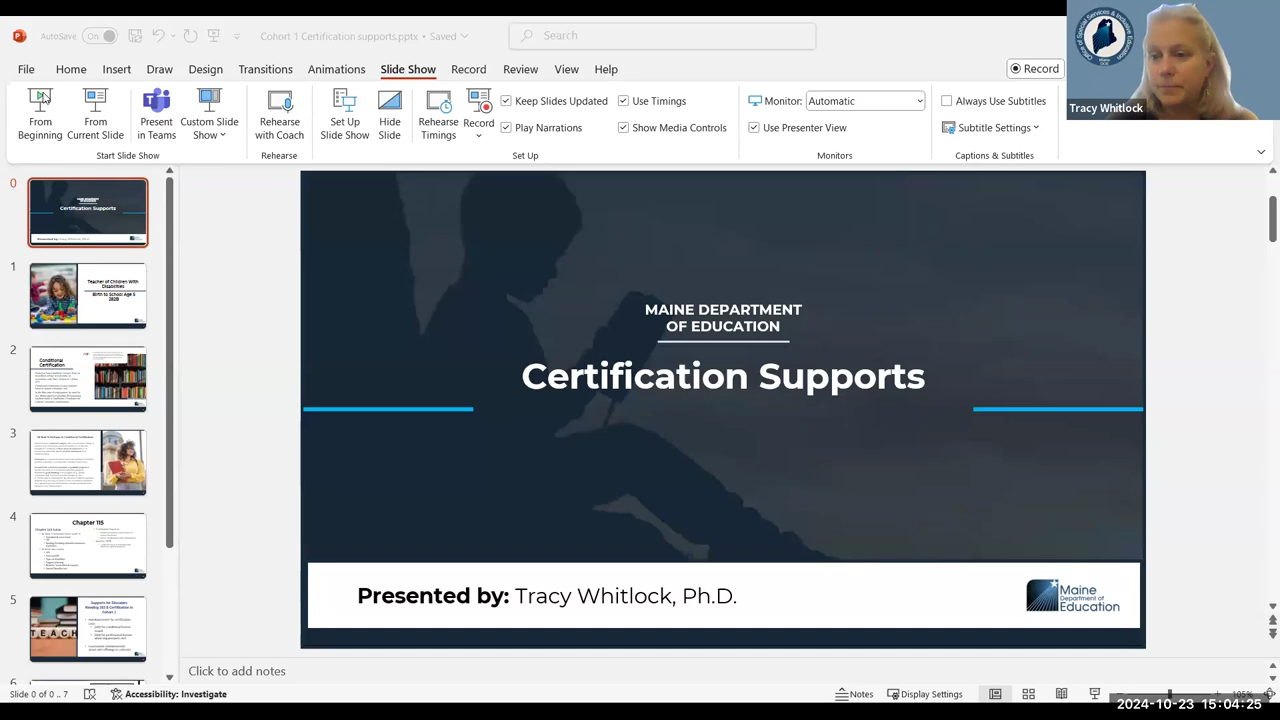 AutoSave
On
Cohort 1 Certification supports.pptx • Saved
Search
File
Home
Insert
Draw
Design
Transitions
Animations
Slide Show
Record
Review
View
Help
Record
Tracy Whitlock
From Beginning
From Current Slide
Present in Teams
Custom Slide Show
Start Slide Show
Rehearse with Coach
Rehearse
Set Up Slide Show
Hide Slide
Rehearse Timings
Record
Keep Slides Updated
Use Timings
Play Narrations
Show Media Controls
Set Up
Monitor:
Automatic
Use Presenter View
Monitors
Always Use Subtitles
Subtitle Settings
Captions & Subtitles
0
Certification Supports
1
Teacher of Children With
Disabilities
Birth to School Age 5
282B
2
Conditional
Certification
3
4
Chapter 115
5
TEACH
6
MAINE DEPARTMENT
OF EDUCATION
Certification Supports
Presented by: Tracy Whitlock, Ph.D.
Maine
Department of
Education
Click to add notes
Slide 0 of 0 .. 7
Accessibility: Investigate
Notes
Display Settings
105%
2024-10-23 15:04:25